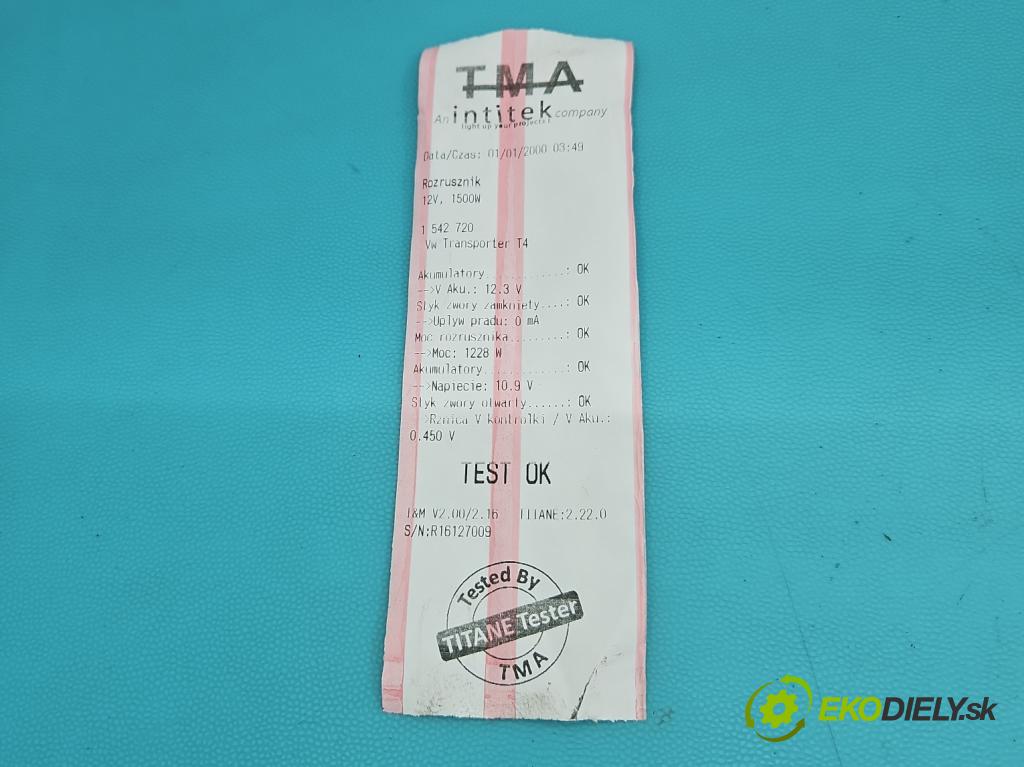 TMA
An intitek company
light up your projects!
Data/Czas: 01/01/2000 03:49
Rozrusznik
12V, 1500W
1 542 720
Vw Transporter T4
Akumulatory............: OK
-->V Aku.: 12.3 V
Styk zwory zamkniety....: OK
-->Uplyw pradu: 0 mA
Moc rozrusznika.........: OK
-->Moc: 1228 W
Akumulatory............: OK
-->Napiecie: 10.9 V
Styk zwory otwarty......: OK
-->Rznica V kontrolki / V Aku.:
0.450 V
TEST OK
I&M V2.00/2.16 TITANE:2.22.0
S/N:R16127009
Tested By
TITANE Tester
TMA
EKODIELY.sk